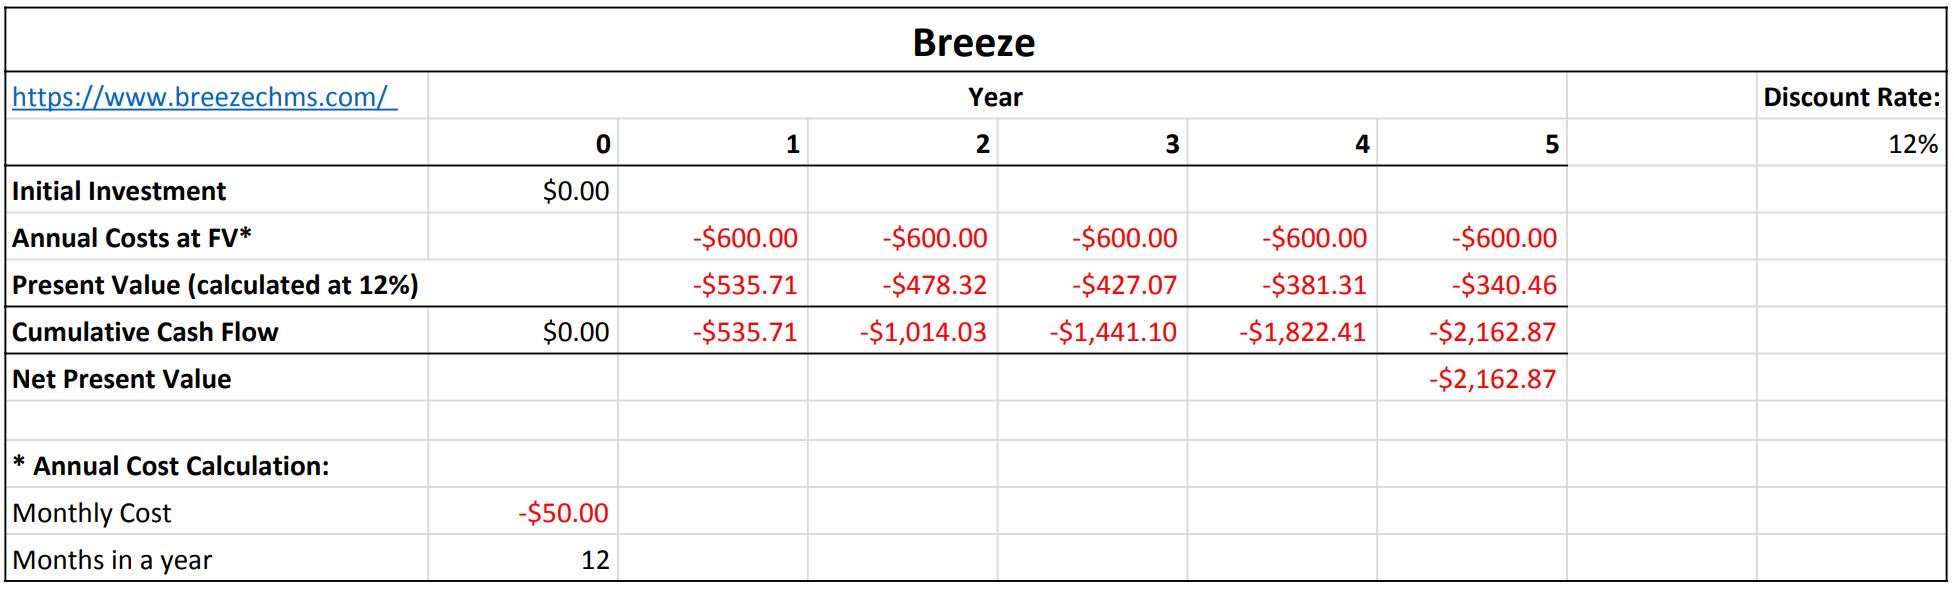 Breeze
https://www.breezechms.com/ Year Discount Rate:
0 1 2 3 4 5 12%
Initial Investment $0.00
Annual Costs at FV* -$600.00 -$600.00 -$600.00 -$600.00 -$600.00
Present Value (calculated at 12%) -$535.71 -$478.32 -$427.07 -$381.31 -$340.46
Cumulative Cash Flow $0.00 -$535.71 -$1,014.03 -$1,441.10 -$1,822.41 -$2,162.87
Net Present Value -$2,162.87
* Annual Cost Calculation:
Monthly Cost -$50.00
Months in a year 12